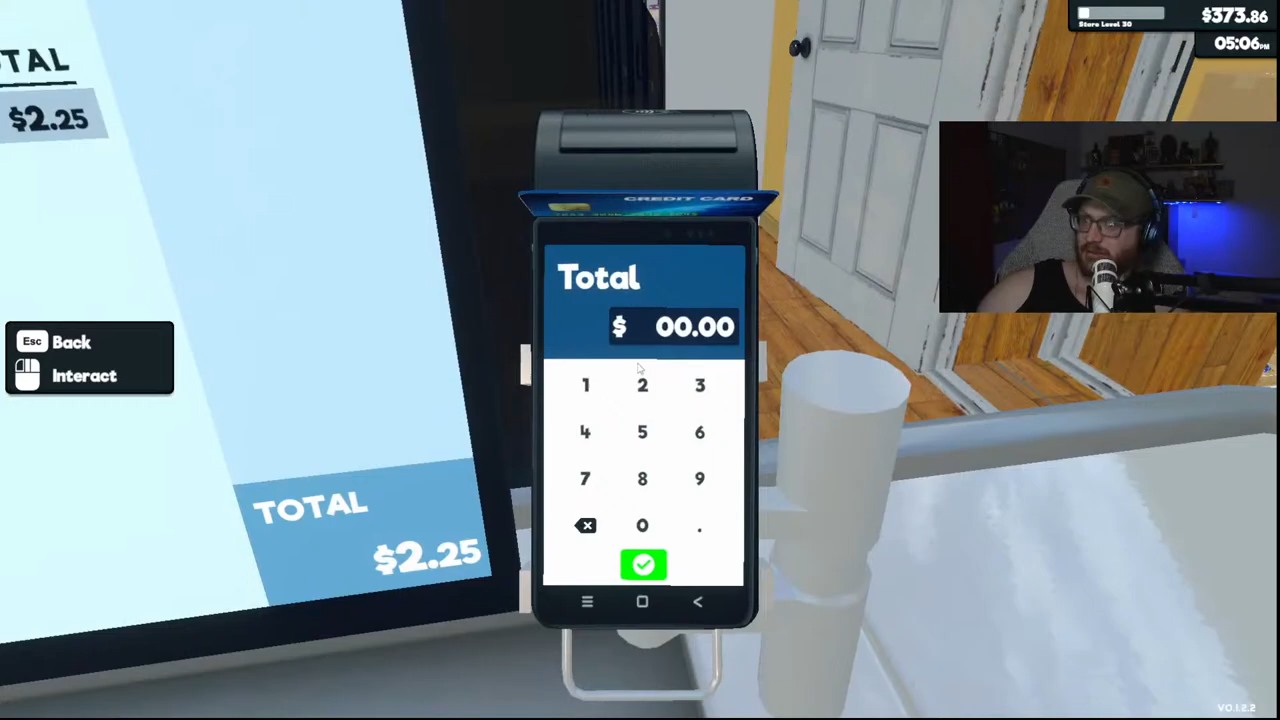 $373.86
Store Level 30
05:06PM
OTAL
$2.25
CREDIT CARD
Total
$ 00.00
Esc Back
Interact
1 2 3
4 5 6
7 8 9
0 .
TOTAL
$2.25
V0.1.2.2